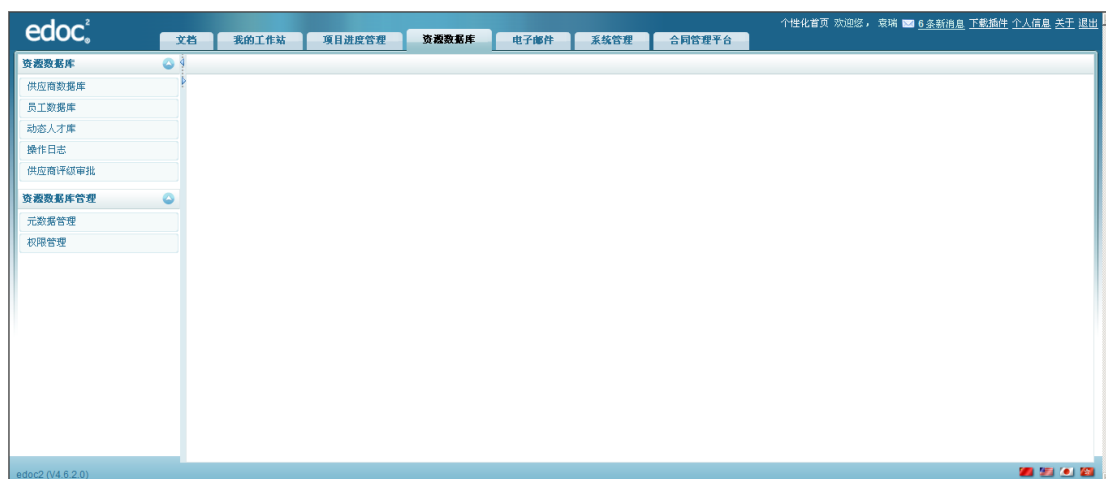 个性化首页 欢迎您， 袁瑞 6 条新消息 下载插件 个人信息 关于 退出
edoc2
文档 我的工作站 项目进度管理 资源数据库 电子邮件 系统管理 合同管理平台
资源数据库
供应商数据库
员工数据库
动态人才库
操作日志
供应商评级审批
资源数据库管理
元数据管理
权限管理
edoc2 (V4.6.2.0)